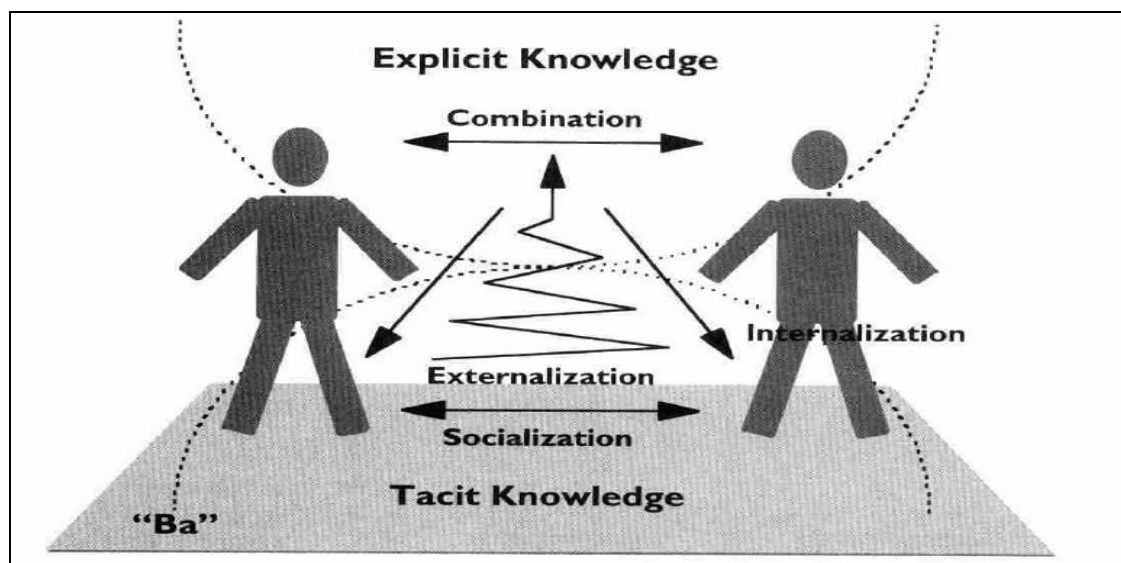 Explicit Knowledge
Combination
Internalization
Externalization
Socialization
Tacit Knowledge
“Ba”